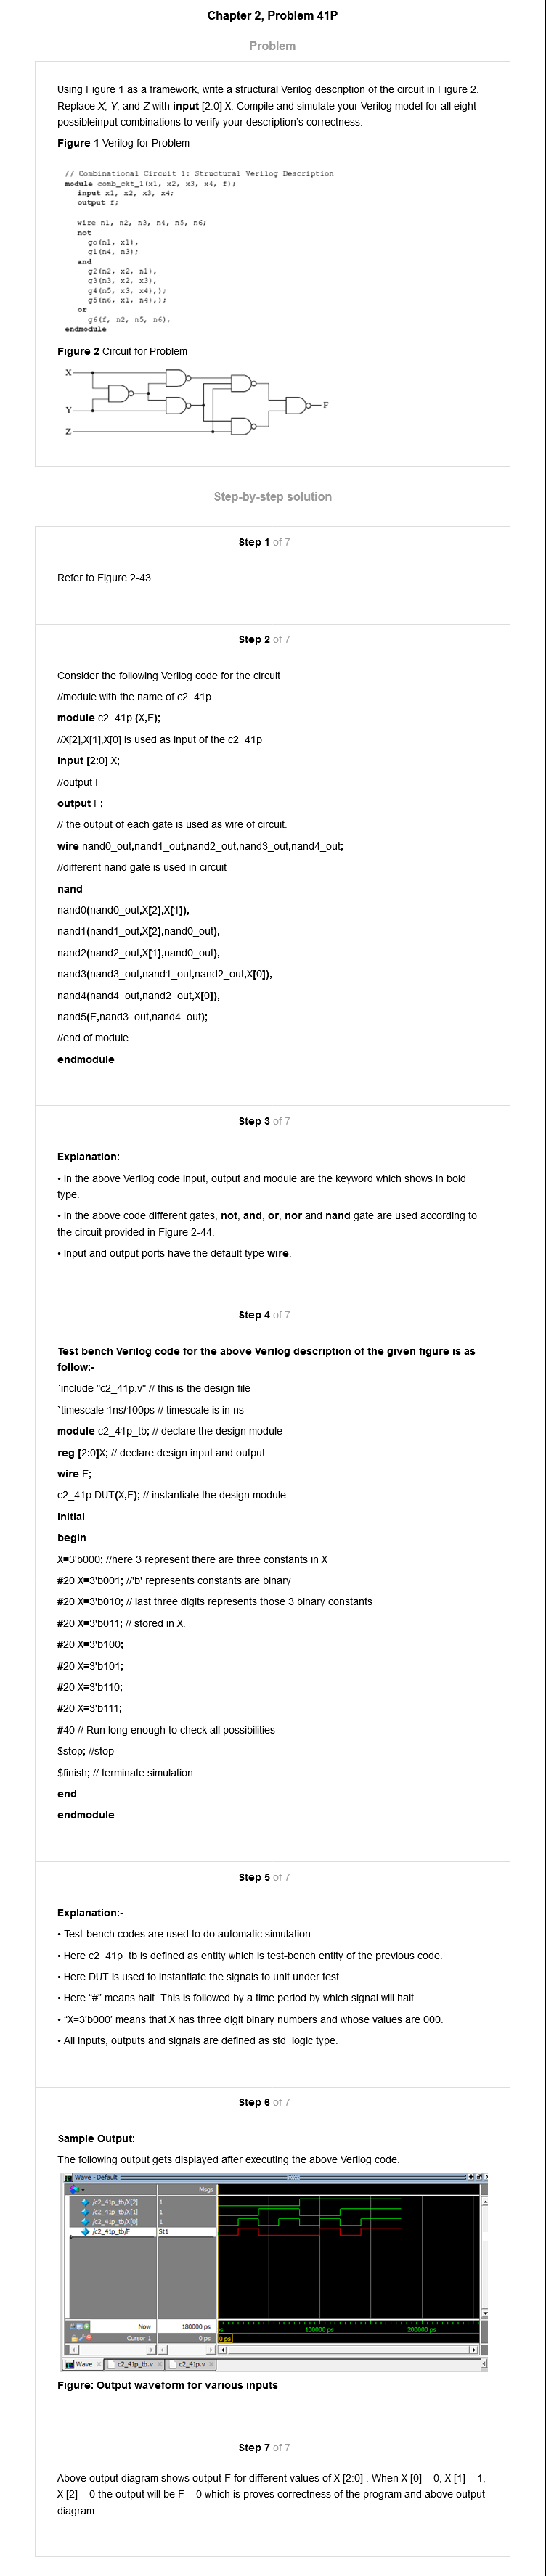 Chapter 2, Problem 41P
Problem
Using Figure 1 as a framework, write a structural Verilog description of the circuit in Figure 2.
Replace X, Y, and Z with input [2:0] X. Compile and simulate your Verilog model for all eight
possibleinput combinations to verify your description's correctness.
Figure 1 Verilog for Problem
// Combinational Circuit 1: Structural Verilog Description
module comb_ckt_1(x1, x2, x3, x4, f);
input x1, x2, x3, x4;
output f;
wire n1, n2, n3, n4, n5, n6;
not
go(n1, x1),
g1(n4, n3);
and
g2(n2, x2, n1),
g3(n3, x2, x3),
g4(n5, x3, x4),);
g5(n6, x1, n4),);
or
g6(f, n2, n5, n6),
endmodule
Figure 2 Circuit for Problem
X
Y
Z
F
Step-by-step solution
Step 1 of 7
Refer to Figure 2-43.
Step 2 of 7
Consider the following Verilog code for the circuit
//module with the name of c2_41p
module c2_41p (X,F);
//X[2],X[1],X[0] is used as input of the c2_41p
input [2:0] X;
//output F
output F;
// the output of each gate is used as wire of circuit.
wire nand0_out,nand1_out,nand2_out,nand3_out,nand4_out;
//different nand gate is used in circuit
nand
nand0(nand0_out,X[2],X[1]),
nand1(nand1_out,X[2],nand0_out),
nand2(nand2_out,X[1],nand0_out),
nand3(nand3_out,nand1_out,nand2_out,X[0]),
nand4(nand4_out,nand2_out,X[0]),
nand5(F,nand3_out,nand4_out);
//end of module
endmodule
Step 3 of 7
Explanation:
• In the above Verilog code input, output and module are the keyword which shows in bold
type.
• In the above code different gates, not, and, or, nor and nand gate are used according to
the circuit provided in Figure 2-44.
• Input and output ports have the default type wire.
Step 4 of 7
Test bench Verilog code for the above Verilog description of the given figure is as
follow:-
`include "c2_41p.v" // this is the design file
`timescale 1ns/100ps // timescale is in ns
module c2_41p_tb; // declare the design module
reg [2:0]X; // declare design input and output
wire F;
c2_41p DUT(X,F); // instantiate the design module
initial
begin
X=3'b000; //here 3 represent there are three constants in X
#20 X=3'b001; //'b' represents constants are binary
#20 X=3'b010; // last three digits represents those 3 binary constants
#20 X=3'b011; // stored in X.
#20 X=3'b100;
#20 X=3'b101;
#20 X=3'b110;
#20 X=3'b111;
#40 // Run long enough to check all possibilities
$stop; //stop
$finish; // terminate simulation
end
endmodule
Step 5 of 7
Explanation:-
• Test-bench codes are used to do automatic simulation.
• Here c2_41p_tb is defined as entity which is test-bench entity of the previous code.
• Here DUT is used to instantiate the signals to unit under test.
• Here “#” means halt. This is followed by a time period by which signal will halt.
• “X=3’b000’ means that X has three digit binary numbers and whose values are 000.
• All inputs, outputs and signals are defined as std_logic type.
Step 6 of 7
Sample Output:
The following output gets displayed after executing the above Verilog code.
Wave - Default
Msgs
/c2_41p_tb/X[2] 1
/c2_41p_tb/X[1] 1
/c2_41p_tb/X[0] 1
/c2_41p_tb/F St1
Now 180000 ps 100000 ps 200000 ps
Cursor 1 0 ps 0 ps
Wave c2_41p_tb.v c2_41p.v
Figure: Output waveform for various inputs
Step 7 of 7
Above output diagram shows output F for different values of X [2:0] . When X [0] = 0, X [1] = 1,
X [2] = 0 the output will be F = 0 which is proves correctness of the program and above output
diagram.